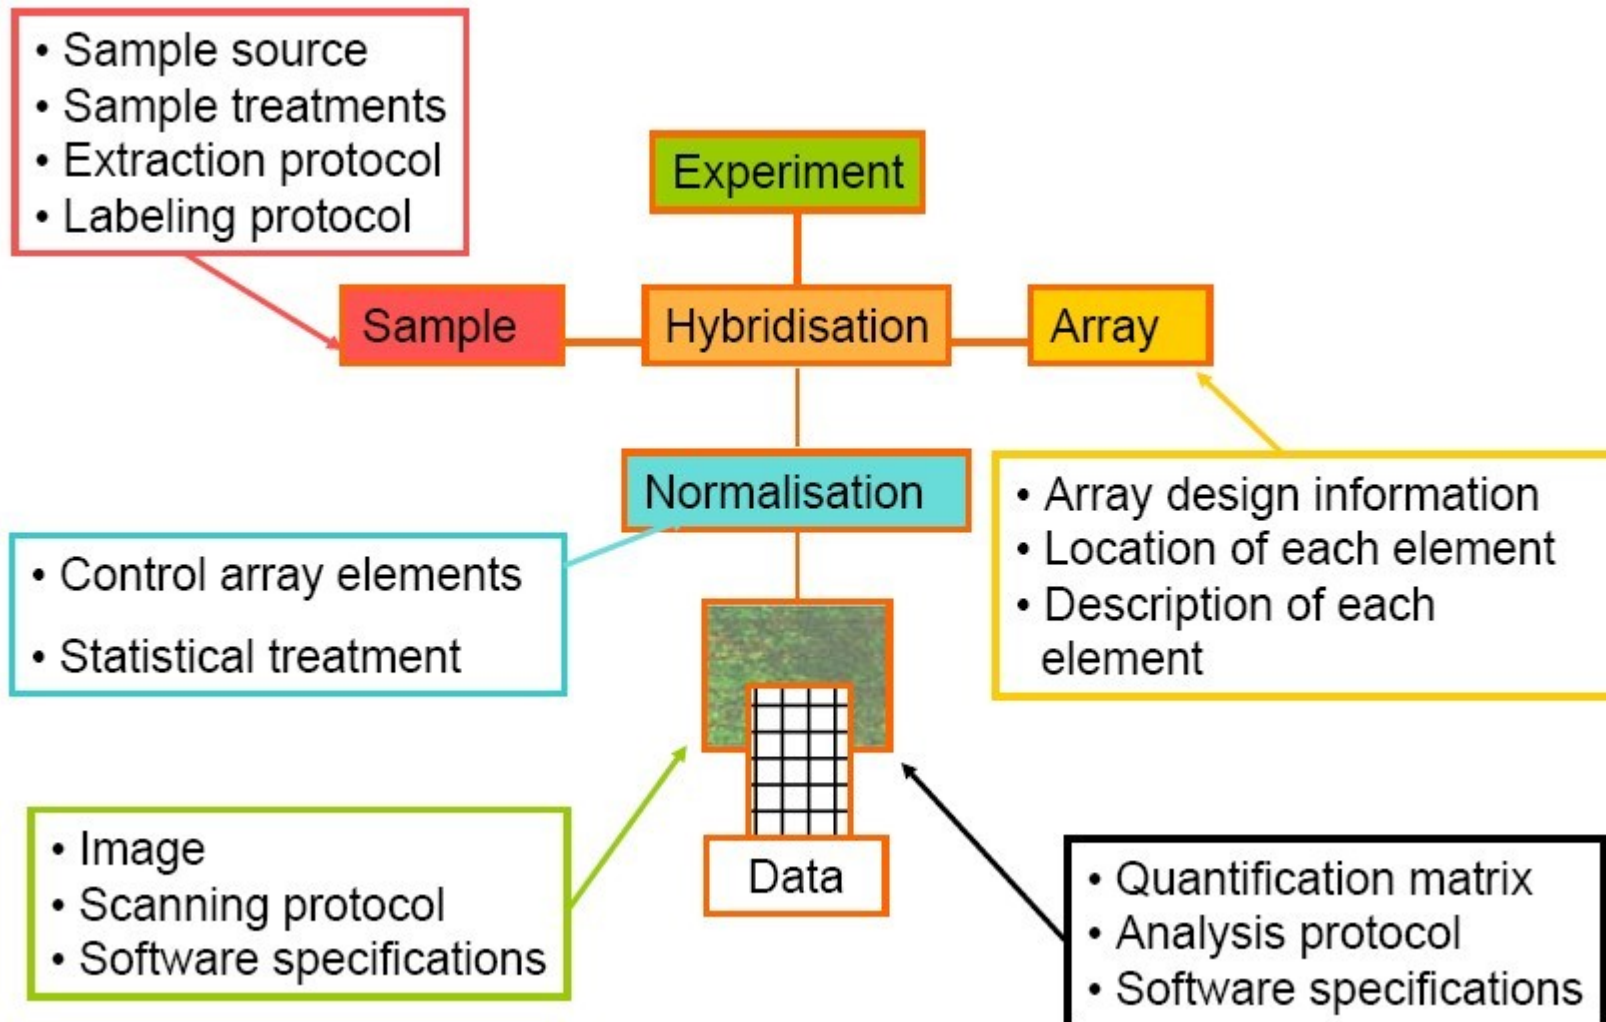 • Sample source
• Sample treatments
• Extraction protocol
• Labeling protocol
Experiment
Sample
Hybridisation
Array
Normalisation
• Array design information
• Location of each element
• Description of each
element
• Control array elements
• Statistical treatment
• Image
• Scanning protocol
• Software specifications
Data
• Quantification matrix
• Analysis protocol
• Software specifications